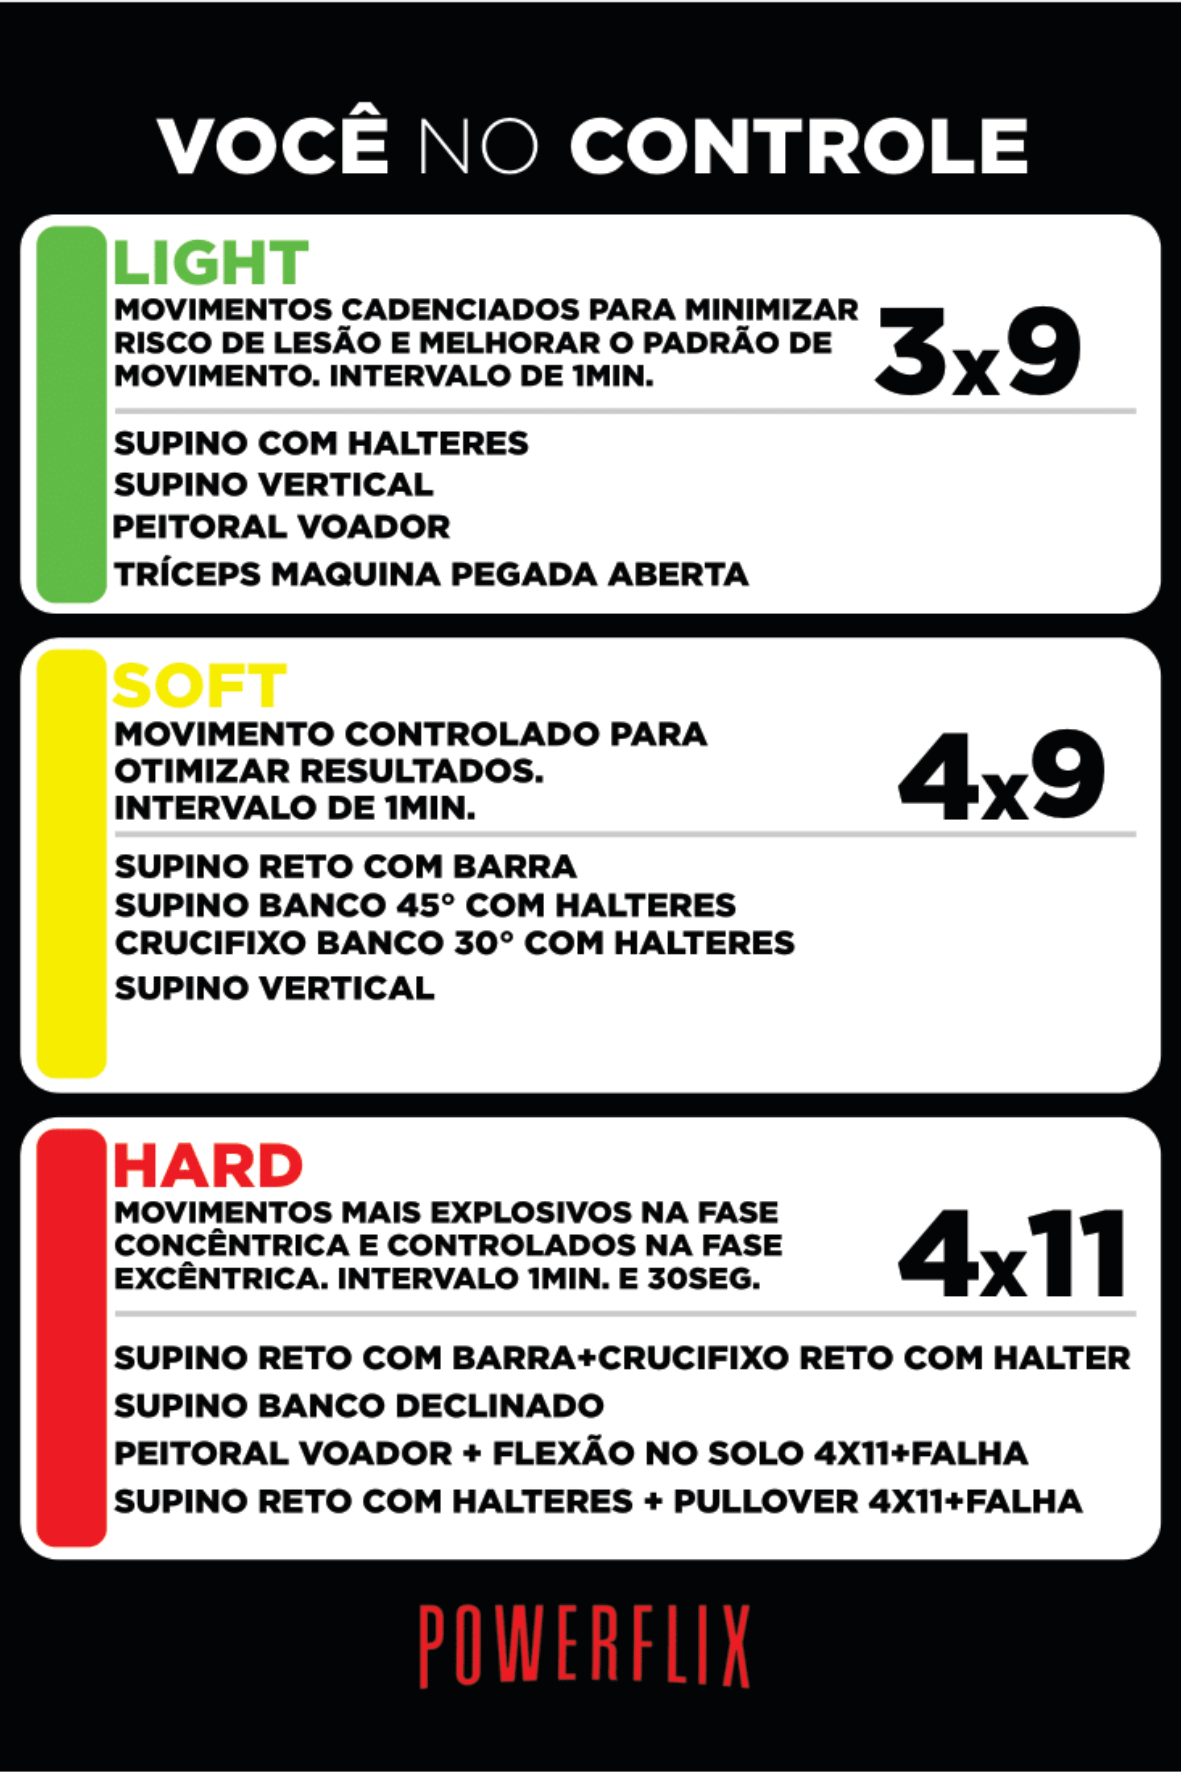 VOCÊ NO CONTROLE
LIGHT
MOVIMENTOS CADENCIADOS PARA MINIMIZAR
RISCO DE LESÃO E MELHORAR O PADRÃO DE
MOVIMENTO. INTERVALO DE 1MIN.
3x9
SUPINO COM HALTERES
SUPINO VERTICAL
PEITORAL VOADOR
TRÍCEPS MAQUINA PEGADA ABERTA
SOFT
MOVIMENTO CONTROLADO PARA
OTIMIZAR RESULTADOS.
INTERVALO DE 1MIN.
4x9
SUPINO RETO COM BARRA
SUPINO BANCO 45° COM HALTERES
CRUCIFIXO BANCO 30° COM HALTERES
SUPINO VERTICAL
HARD
MOVIMENTOS MAIS EXPLOSIVOS NA FASE
CONCÊNTRICA E CONTROLADOS NA FASE
EXCÊNTRICA. INTERVALO 1MIN. E 30SEG.
4x11
SUPINO RETO COM BARRA+CRUCIFIXO RETO COM HALTER
SUPINO BANCO DECLINADO
PEITORAL VOADOR + FLEXÃO NO SOLO 4X11+FALHA
SUPINO RETO COM HALTERES + PULLOVER 4X11+FALHA
POWERFLIX